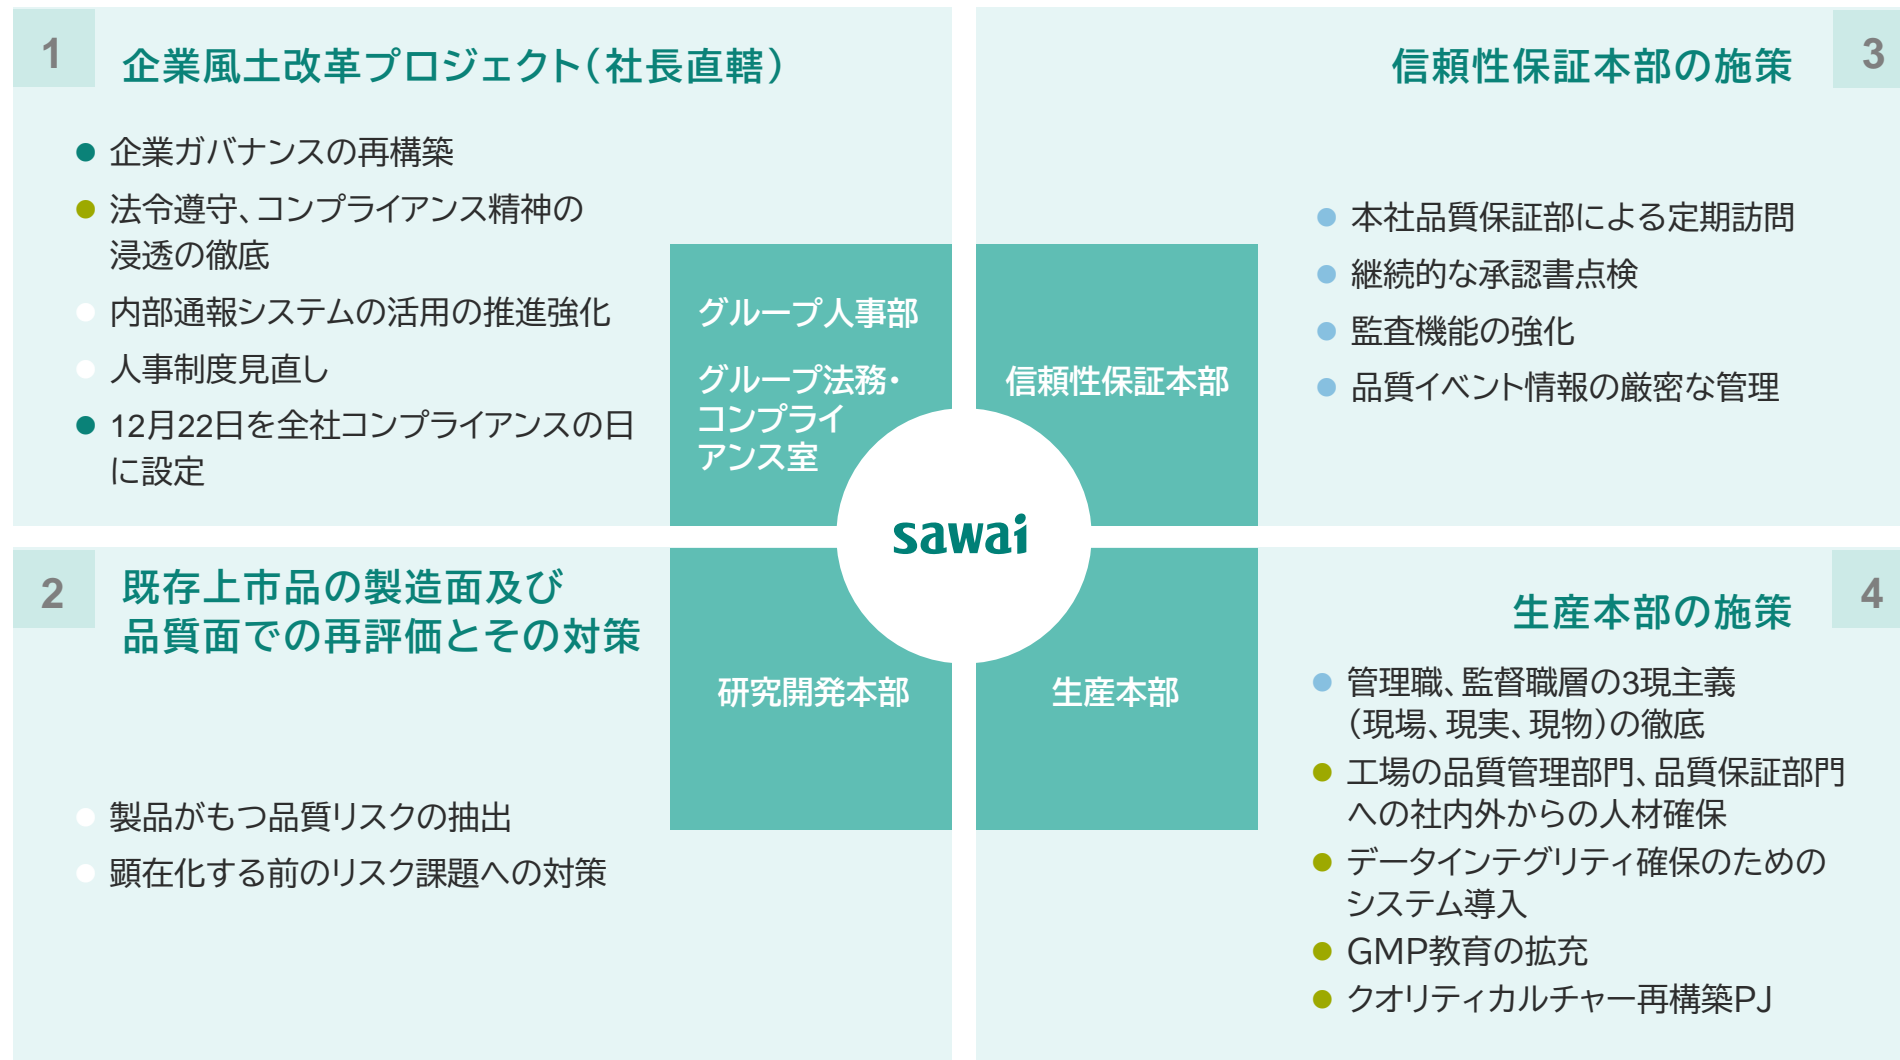 1
企業風土改革プロジェクト（社長直轄）
● 企業ガバナンスの再構築
● 法令遵守、コンプライアンス精神の
浸透の徹底
● 内部通報システムの活用の推進強化
● 人事制度見直し
● 12月22日を全社コンプライアンスの日
に設定
グループ人事部
グループ法務・
コンプライ
アンス室
2
既存上市品の製造面及び
品質面での再評価とその対策
● 製品がもつ品質リスクの抽出
● 顕在化する前のリスク課題への対策
研究開発本部
sawai
3
信頼性保証本部の施策
● 本社品質保証部による定期訪問
● 継続的な承認書点検
● 監査機能の強化
● 品質イベント情報の厳密な管理
信頼性保証本部
4
生産本部の施策
● 管理職、監督職層の3現主義
（現場、現実、現物）の徹底
● 工場の品質管理部門、品質保証部門
への社内外からの人材確保
● データインテグリティ確保のための
システム導入
● GMP教育の拡充
● クオリティカルチャー再構築PJ
生産本部